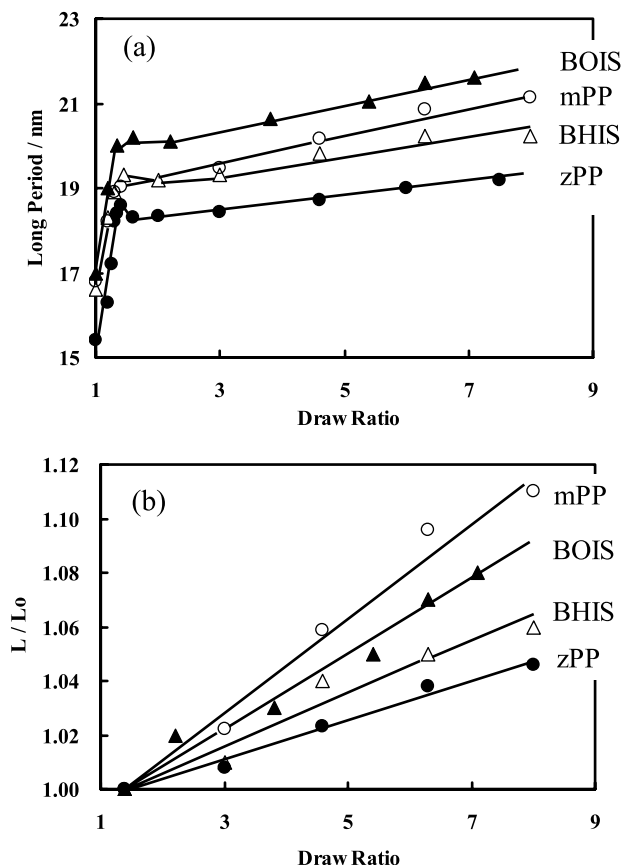 (a)
23
21
19
17
15
Long Period / nm
BOIS
mPP
BHIS
zPP
1 3 5 7 9
Draw Ratio
(b)
1.12
1.10
1.08
1.06
1.04
1.02
1.00
L / Lo
mPP
BOIS
BHIS
zPP
1 3 5 7 9
Draw Ratio